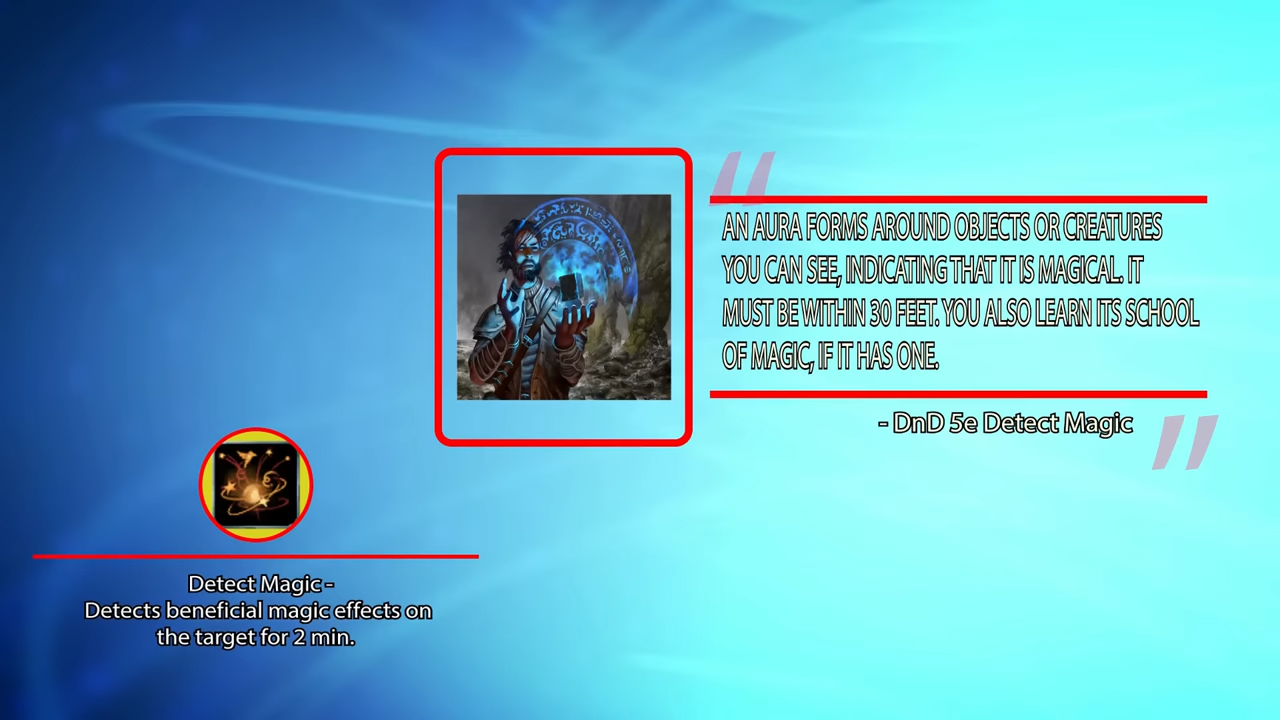 AN AURA FORMS AROUND OBJECTS OR CREATURES
YOU CAN SEE, INDICATING THAT IT IS MAGICAL. IT
MUST BE WITHIN 30 FEET. YOU ALSO LEARN ITS SCHOOL
OF MAGIC, IF IT HAS ONE.
- DnD 5e Detect Magic
Detect Magic -
Detects beneficial magic effects on
the target for 2 min.